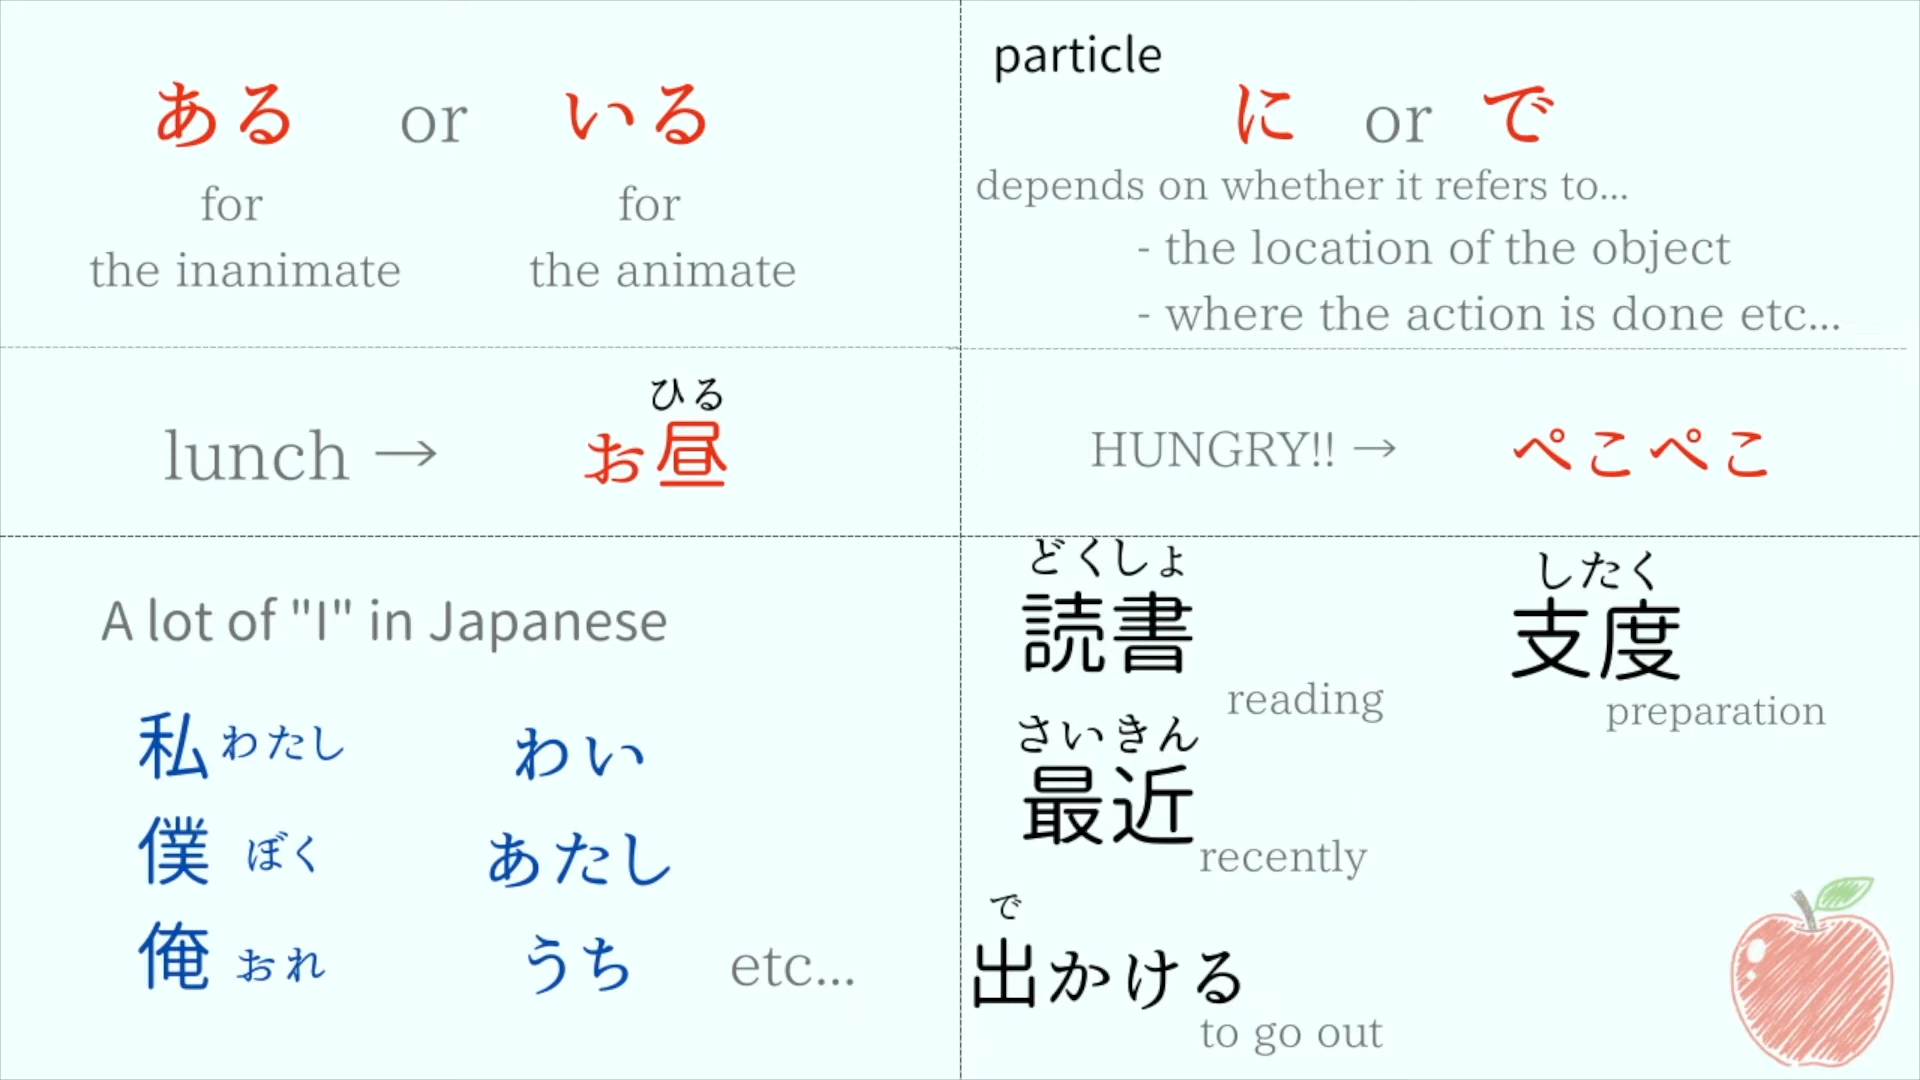 ある or いる
for for
the inanimate the animate
particle
に or で
depends on whether it refers to...
- the location of the object
- where the action is done etc...
ひる
lunch → お昼
HUNGRY!! → ぺこぺこ
A lot of "I" in Japanese
私 わたし わい
僕 ぼく あたし
俺 おれ うち etc...
どくしょ
読書
reading
したく
支度
preparation
さいきん
最近
recently
で
出かける
to go out